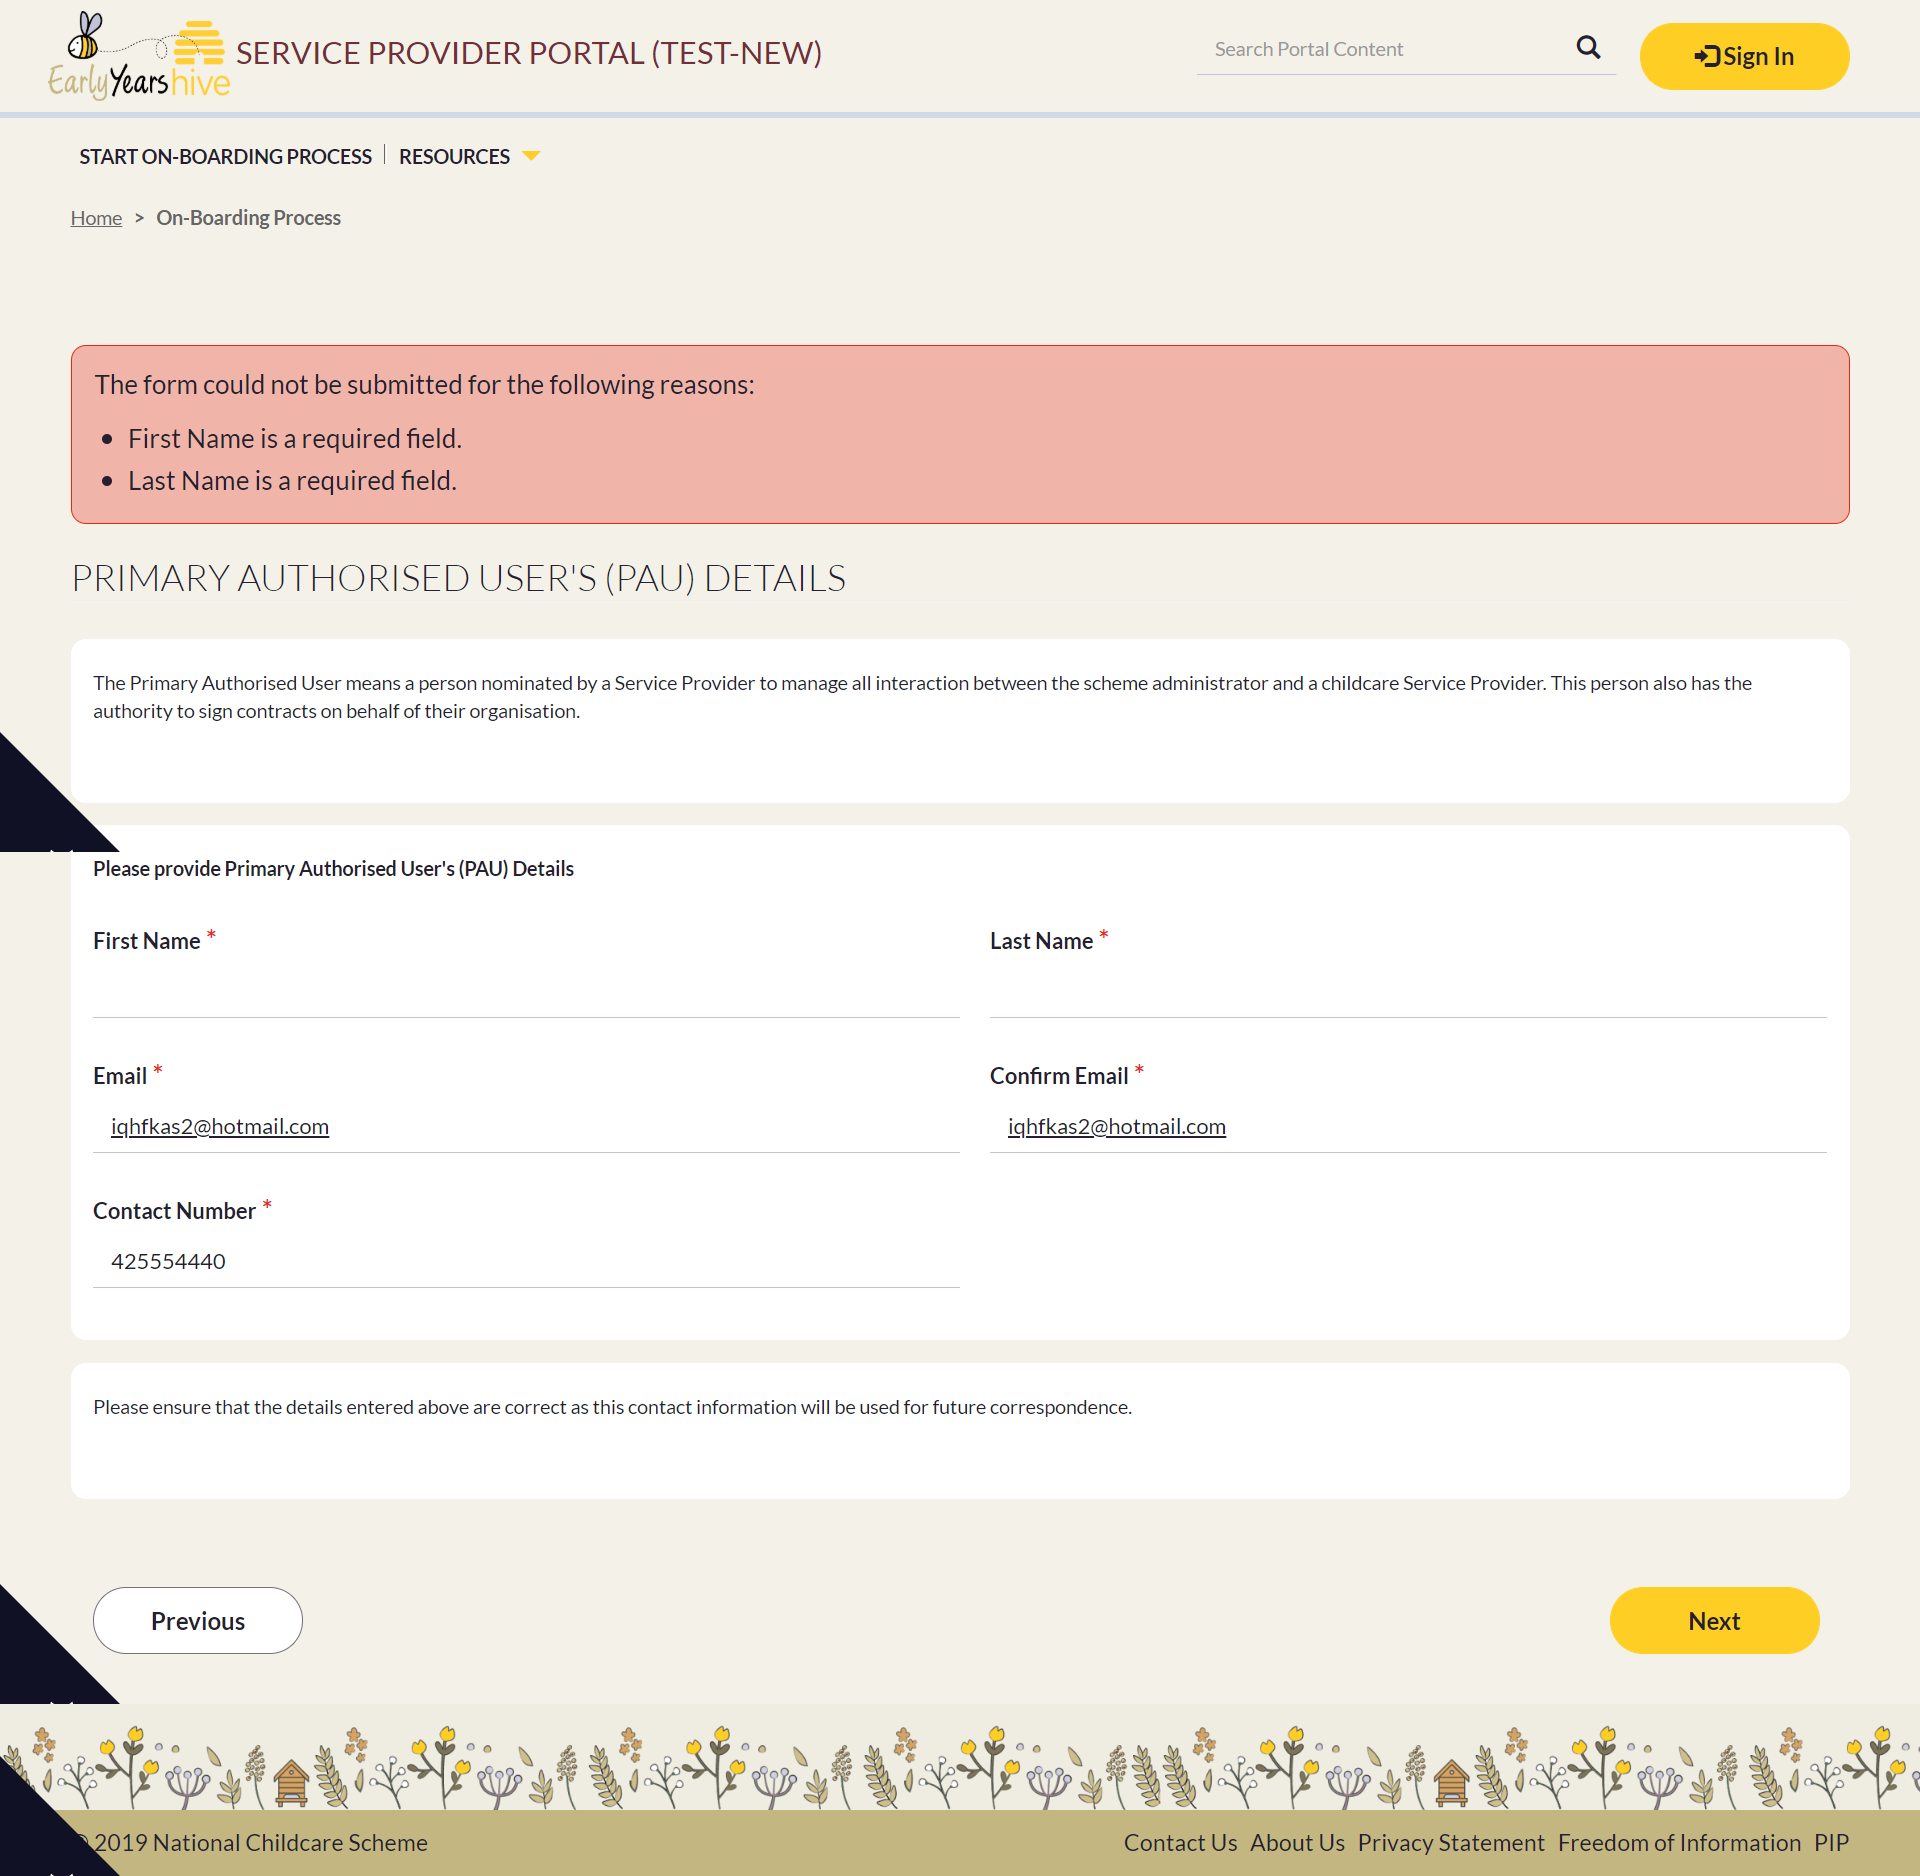 Early Years hive
SERVICE PROVIDER PORTAL (TEST-NEW)
Search Portal Content
Sign In
START ON-BOARDING PROCESS
RESOURCES
Home > On-Boarding Process
The form could not be submitted for the following reasons:
• First Name is a required field.
• Last Name is a required field.
PRIMARY AUTHORISED USER'S (PAU) DETAILS
The Primary Authorised User means a person nominated by a Service Provider to manage all interaction between the scheme administrator and a childcare Service Provider. This person also has the
authority to sign contracts on behalf of their organisation.
Please provide Primary Authorised User's (PAU) Details
First Name *
Last Name *
Email *
Confirm Email *
iqhfkas2@hotmail.com
iqhfkas2@hotmail.com
Contact Number *
425554440
Please ensure that the details entered above are correct as this contact information will be used for future correspondence.
Previous
Next
© 2019 National Childcare Scheme
Contact Us About Us Privacy Statement Freedom of Information PIP